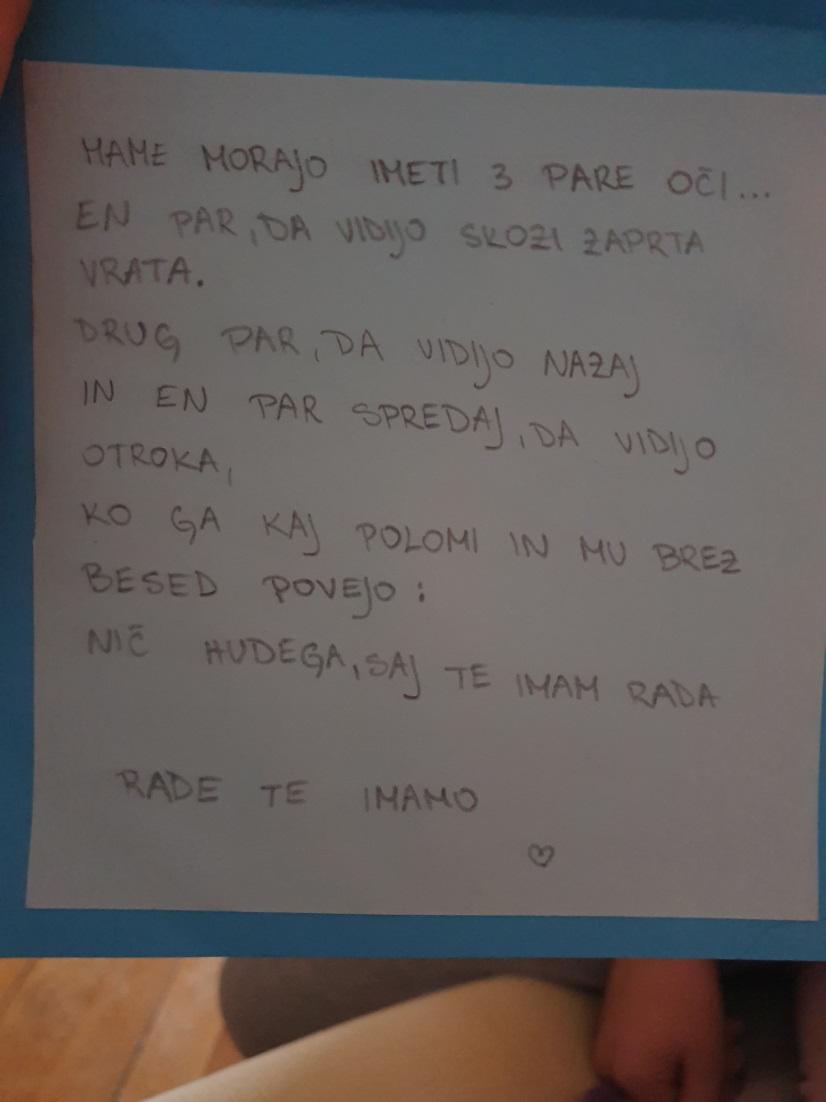 MAME MORAJO IMETI 3 PARE OČI...
EN PAR, DA VIDIJO SKOZI ZAPRTA
VRATA.
DRUG PAR, DA VIDIJO NAZAJ
IN EN PAR SPREDAJ, DA VIDIJO
OTROKA,
KO GA KAJ POLOMI IN MU BREZ
BESED POVEJO:
NIČ HUDEGA, SAJ TE IMAM RADA
RADE TE IMAMO
♡